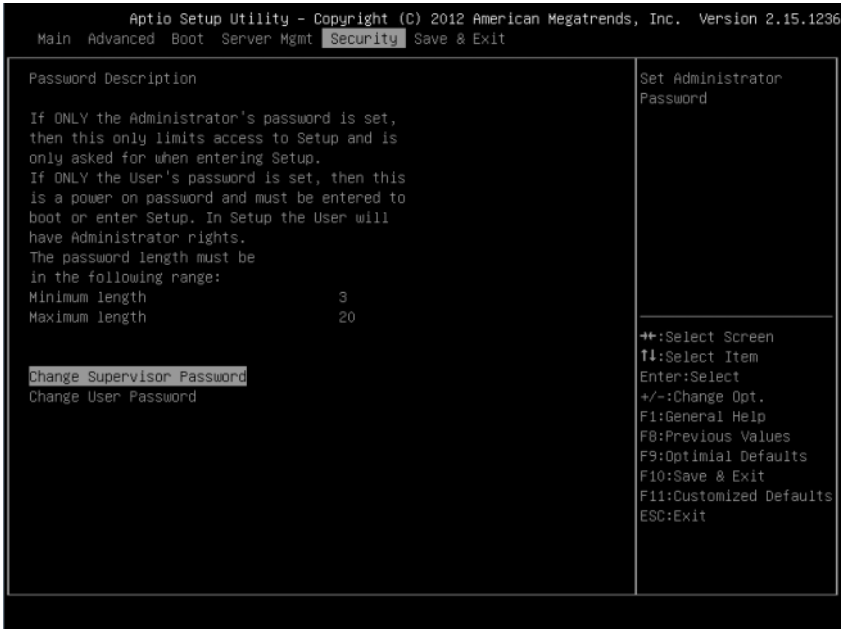 Aptio Setup Utility – Copyright (C) 2012 American Megatrends, Inc. Version 2.15.1236
Main Advanced Boot Server Mgmt Security Save & Exit
Password Description
If ONLY the Administrator's password is set,
then this only limits access to Setup and is
only asked for when entering Setup.
If ONLY the User's password is set, then this
is a power on password and must be entered to
boot or enter Setup. In Setup the User will
have Administrator rights.
The password length must be
in the following range:
Minimum length 3
Maximum length 20
Change Supervisor Password
Change User Password
Set Administrator
Password
→←:Select Screen
↑↓:Select Item
Enter:Select
+/-:Change Opt.
F1:General Help
F8:Previous Values
F9:Optimial Defaults
F10:Save & Exit
F11:Customized Defaults
ESC:Exit